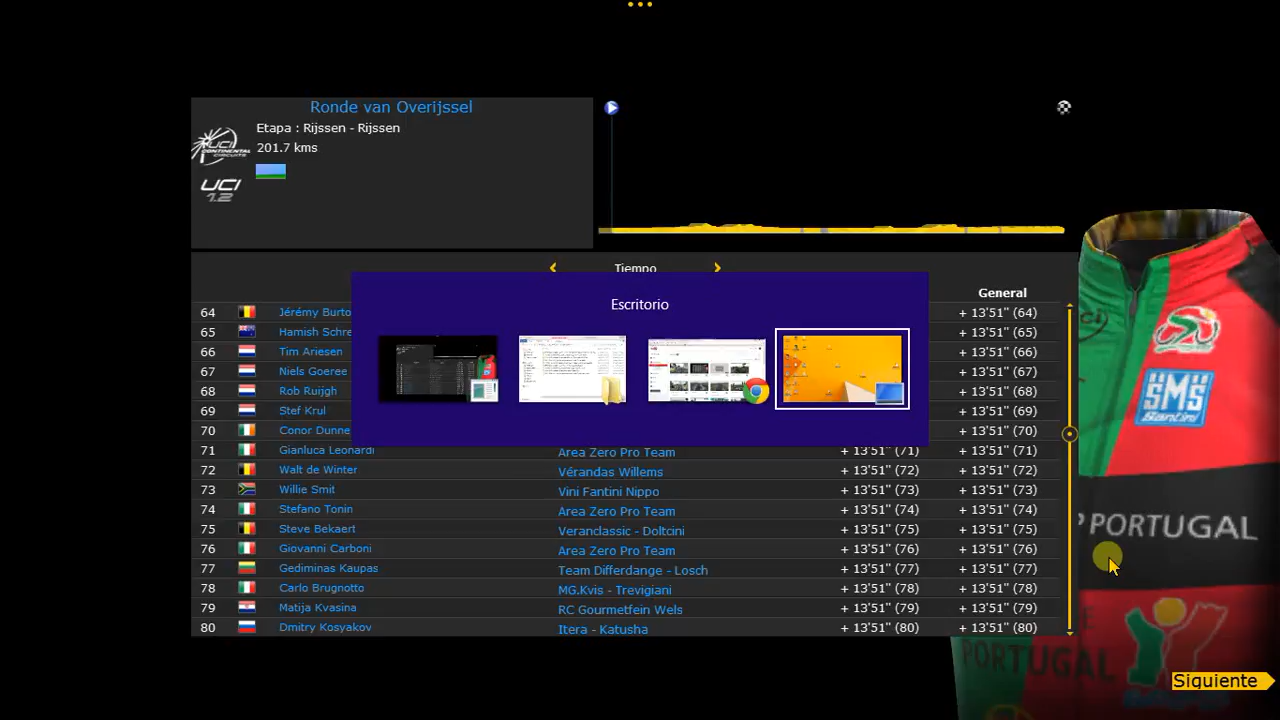 Ronde van Overijssel
Etapa : Rijssen - Rijssen
201.7 kms
UCI
CONTINENTAL
CIRCUITS
UCI
1.2
Tiempo
General
Escritorio
64 Jérémy Burto + 13'51'' (64)
65 Hamish Schre + 13'51'' (65)
66 Tim Ariesen + 13'51'' (66)
67 Niels Goeree + 13'51'' (67)
68 Rob Ruijgh + 13'51'' (68)
69 Stef Krul + 13'51'' (69)
70 Conor Dunne + 13'51'' (70)
71 Gianluca Leonardi Area Zero Pro Team + 13'51'' (71) + 13'51'' (71)
72 Walt de Winter Vérandas Willems + 13'51'' (72) + 13'51'' (72)
73 Willie Smit Vini Fantini Nippo + 13'51'' (73) + 13'51'' (73)
74 Stefano Tonin Area Zero Pro Team + 13'51'' (74) + 13'51'' (74)
75 Steve Bekaert Veranclassic - Doltcini + 13'51'' (75) + 13'51'' (75)
76 Giovanni Carboni Area Zero Pro Team + 13'51'' (76) + 13'51'' (76)
77 Gediminas Kaupas Team Differdange - Losch + 13'51'' (77) + 13'51'' (77)
78 Carlo Brugnotto MG.Kvis - Trevigiani + 13'51'' (78) + 13'51'' (78)
79 Matija Kvasina RC Gourmetfein Wels + 13'51'' (79) + 13'51'' (79)
80 Dmitry Kosyakov Itera - Katusha + 13'51'' (80) + 13'51'' (80)
SMS
Santini
PORTUGAL
PORTUGAL
Siguiente